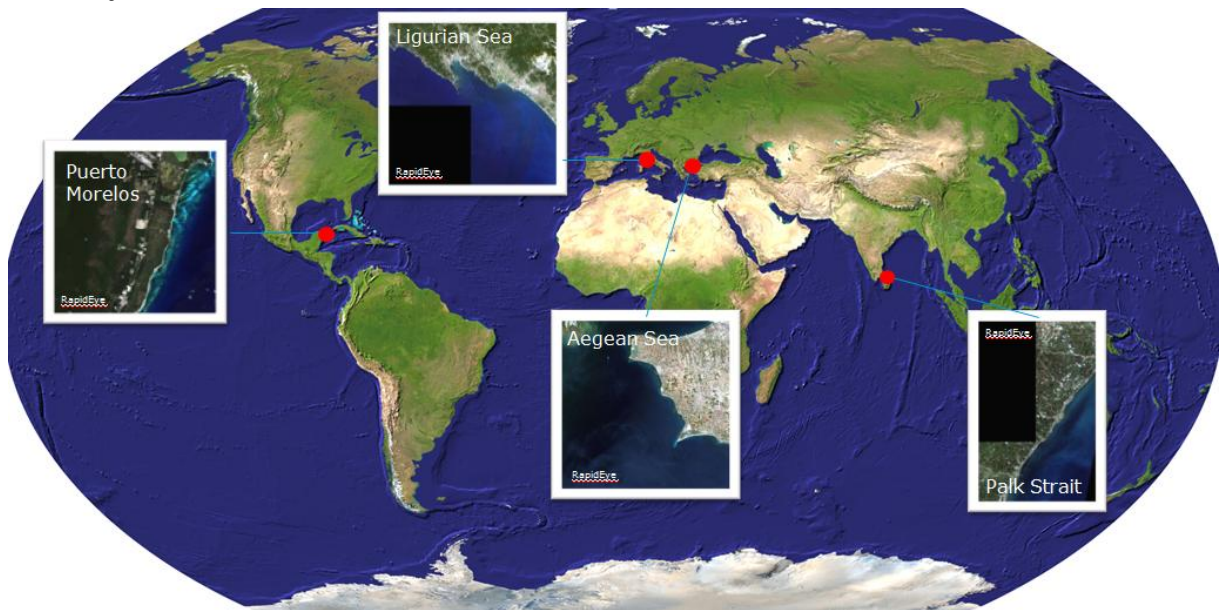 Ligurian Sea
RapidEye
Puerto
Morelos
RapidEye
Aegean Sea
RapidEye
RapidEye
Palk Strait